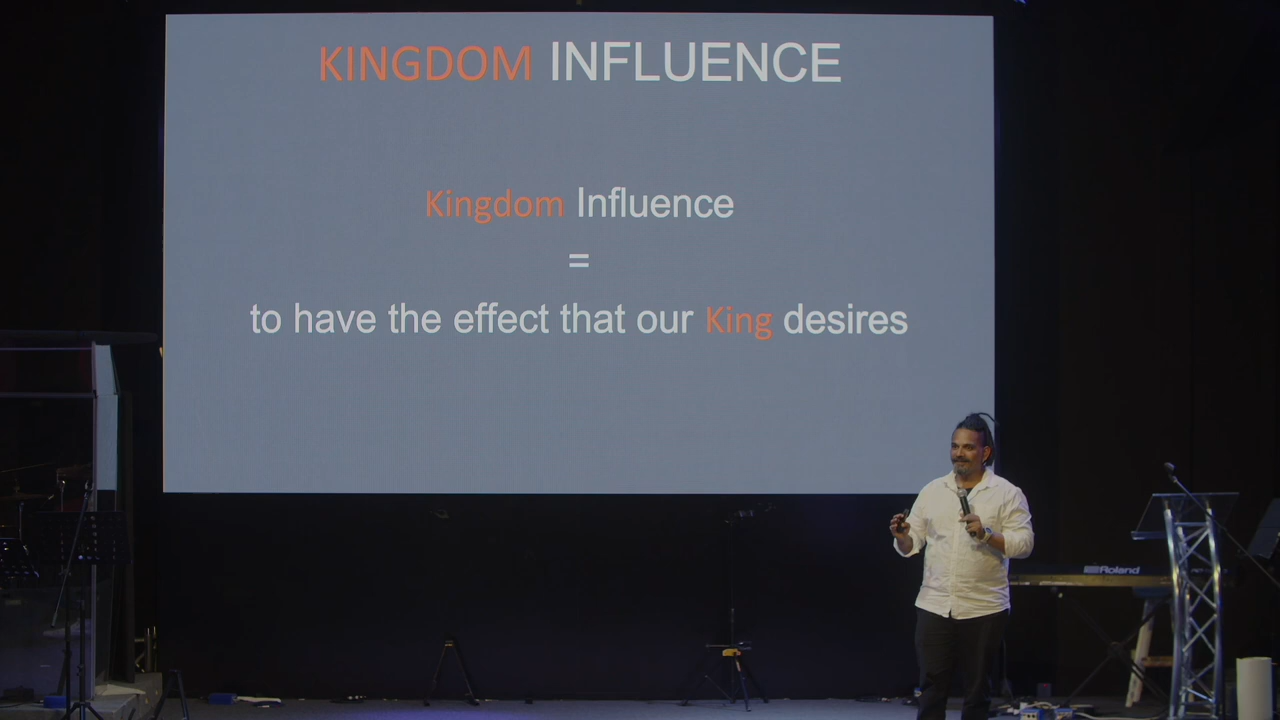 KINGDOM INFLUENCE
Kingdom Influence
=
to have the effect that our King desires
Roland